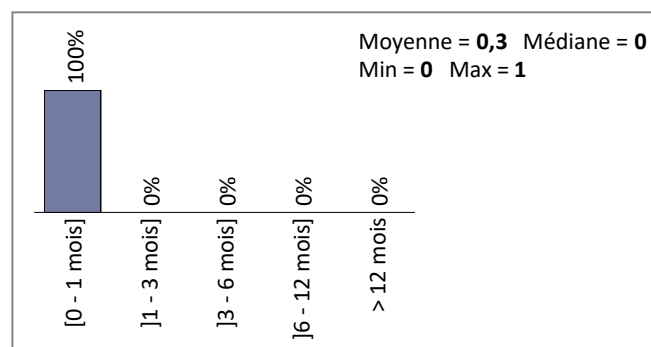 Moyenne = 0,3 Médiane = 0
Min = 0 Max = 1
100%
0%
0%
0%
0%
[0 - 1 mois]
]1 - 3 mois]
]3 - 6 mois]
]6 - 12 mois]
> 12 mois